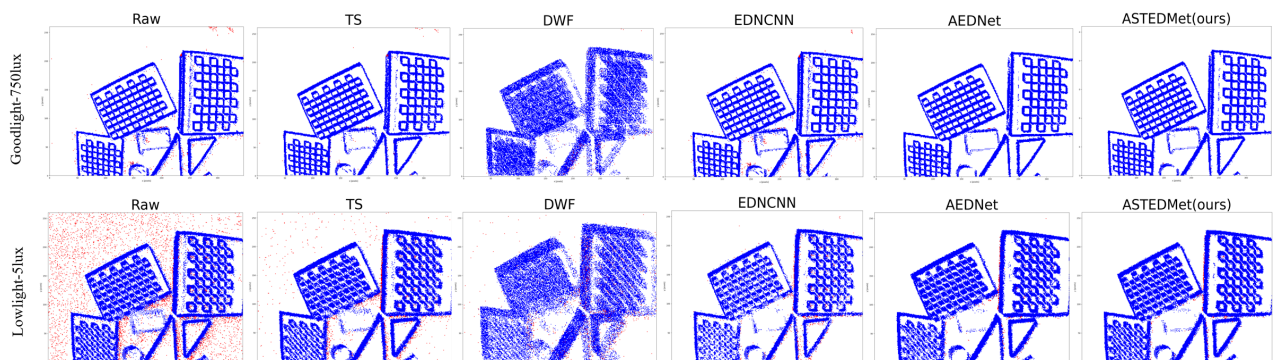 Raw TS DWF EDNCNN AEDNet ASTEDMet(ours)
Goodlight-750lux
Raw TS DWF EDNCNN AEDNet ASTEDMet(ours)
Lowlight-5lux